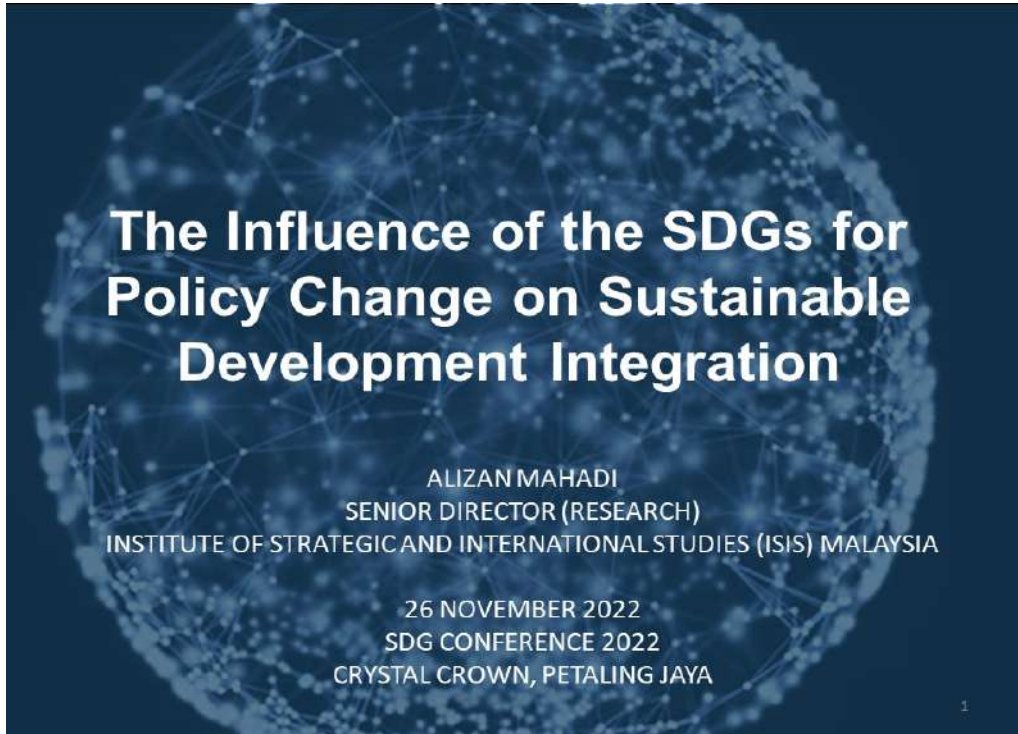 The Influence of the SDGs for
Policy Change on Sustainable
Development Integration
ALIZAN MAHADI
SENIOR DIRECTOR (RESEARCH)
INSTITUTE OF STRATEGIC AND INTERNATIONAL STUDIES (ISIS) MALAYSIA
26 NOVEMBER 2022
SDG CONFERENCE 2022
CRYSTAL CROWN, PETALING JAYA
1